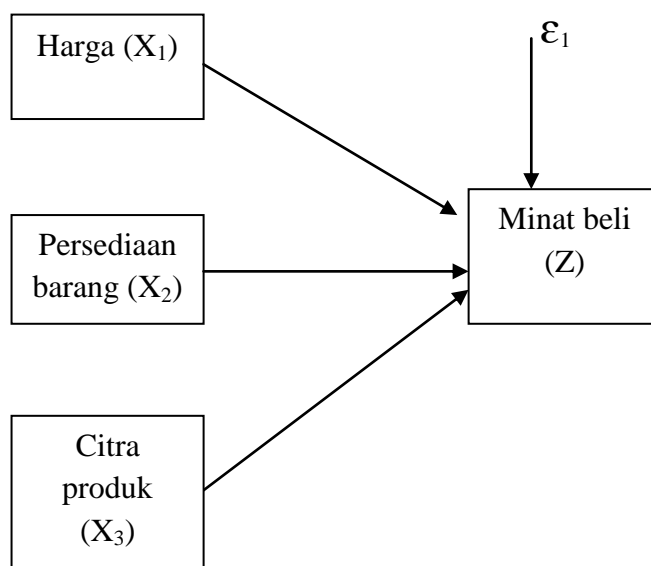 Harga (X₁)
ε₁
Minat beli
(Z)
Persediaan
barang (X₂)
Citra
produk
(X₃)